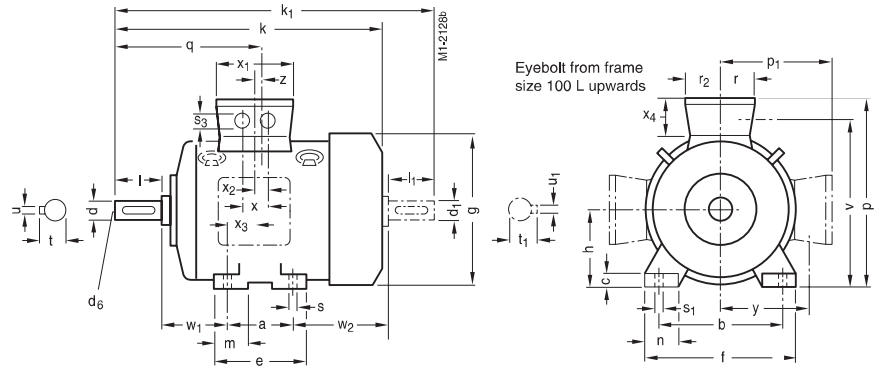 k1
k
q
x1
z
M1-2128b
Eyebolt from frame
size 100 L upwards
p1
r2 r
x4
s3
l
x2
x
x3
l1
u
d
t
d6
d1
g
u1
t1
h
c
v
p
s
w1
a
w2
m
e
s1
b
y
n
f